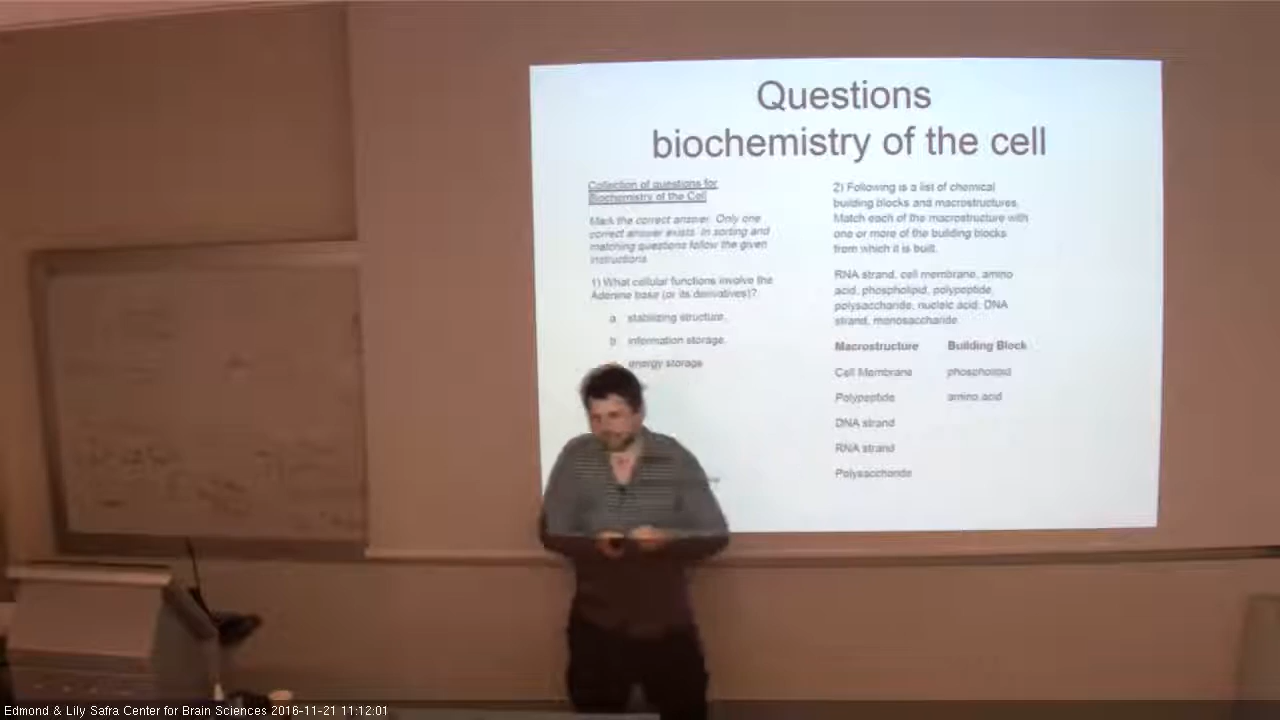 Questions
biochemistry of the cell
Collection of questions for
Biochemistry of the Cell
Mark the correct answer. Only one
correct answer exists. In sorting and
matching questions follow the given
instructions.
1) What cellular functions involve the
Adenine base (or its derivatives)?
a stabilizing structure.
b information storage.
energy storage
2) Following is a list of chemical
building blocks and macrostructures.
Match each of the macrostructure with
one or more of the building blocks
from which it is built.
RNA strand, cell membrane, amino
acid, phospholipid, polypeptide,
polysaccharide, nucleic acid, DNA
strand, monosaccharide.
Macrostructure Building Block
Cell Membrane phospholipid
Polypeptide amino acid
DNA strand
RNA strand
Polysaccharide
Edmond & Lily Safra Center for Brain Sciences 2016-11-21 11:12:01